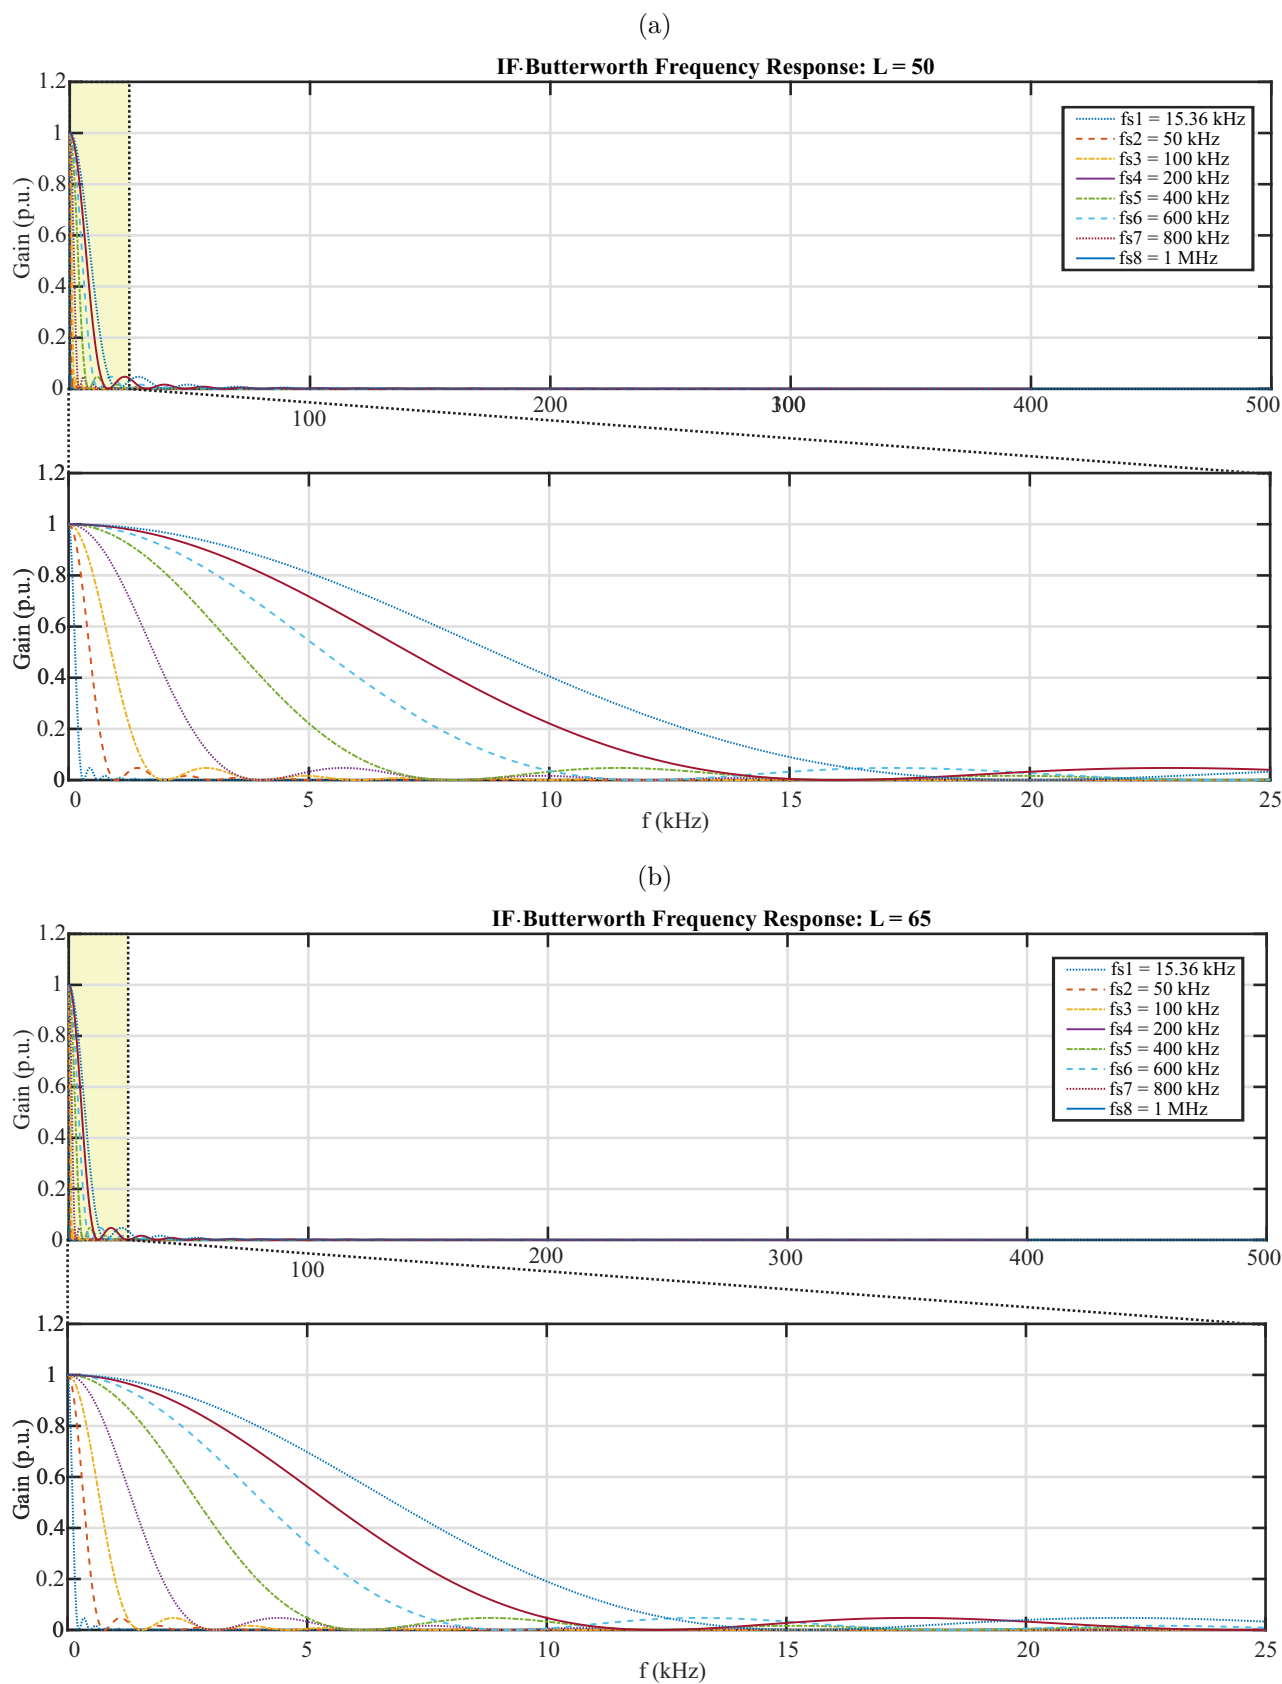 (a)
IF-Butterworth Frequency Response: L = 50
1.2
1
0.8
0.6
0.4
0.2
0
Gain (p.u.)
fs1 = 15.36 kHz
fs2 = 50 kHz
fs3 = 100 kHz
fs4 = 200 kHz
fs5 = 400 kHz
fs6 = 600 kHz
fs7 = 800 kHz
fs8 = 1 MHz
100 200 300 400 500
1.2
1
0.8
0.6
0.4
0.2
0
Gain (p.u.)
0 5 10 15 20 25
f (kHz)
(b)
IF-Butterworth Frequency Response: L = 65
1.2
1
0.8
0.6
0.4
0.2
0
Gain (p.u.)
fs1 = 15.36 kHz
fs2 = 50 kHz
fs3 = 100 kHz
fs4 = 200 kHz
fs5 = 400 kHz
fs6 = 600 kHz
fs7 = 800 kHz
fs8 = 1 MHz
100 200 300 400 500
1.2
1
0.8
0.6
0.4
0.2
0
Gain (p.u.)
0 5 10 15 20 25
f (kHz)